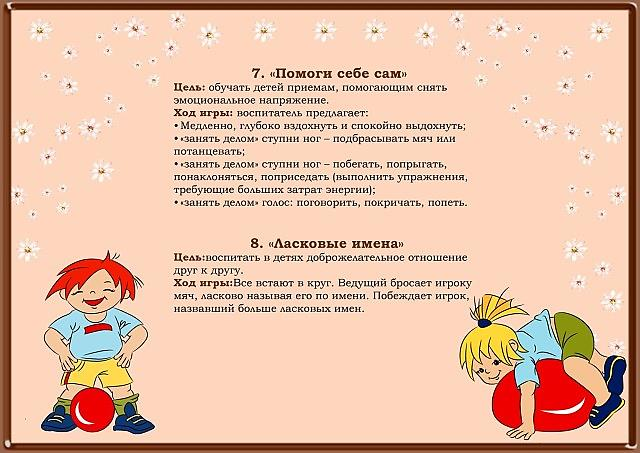 7. «Помоги себе сам»
Цель: обучать детей приемам, помогающим снять
эмоциональное напряжение.
Ход игры: воспитатель предлагает:
•Медленно, глубоко вздохнуть и спокойно выдохнуть;
•«занять делом» ступни ног – подбрасывать мяч или
потанцевать;
•«занять делом» ступни ног – побегать, попрыгать,
понаклоняться, поприседать (выполнить упражнения,
требующие больших затрат энергии);
•«занять делом» голос: поговорить, покричать, попеть.
8. «Ласковые имена»
Цель:воспитать в детях доброжелательное отношение
друг к другу.
Ход игры:Все встают в круг. Ведущий бросает игроку
мяч, ласково называя его по имени. Побеждает игрок,
назвавший больше ласковых имен.